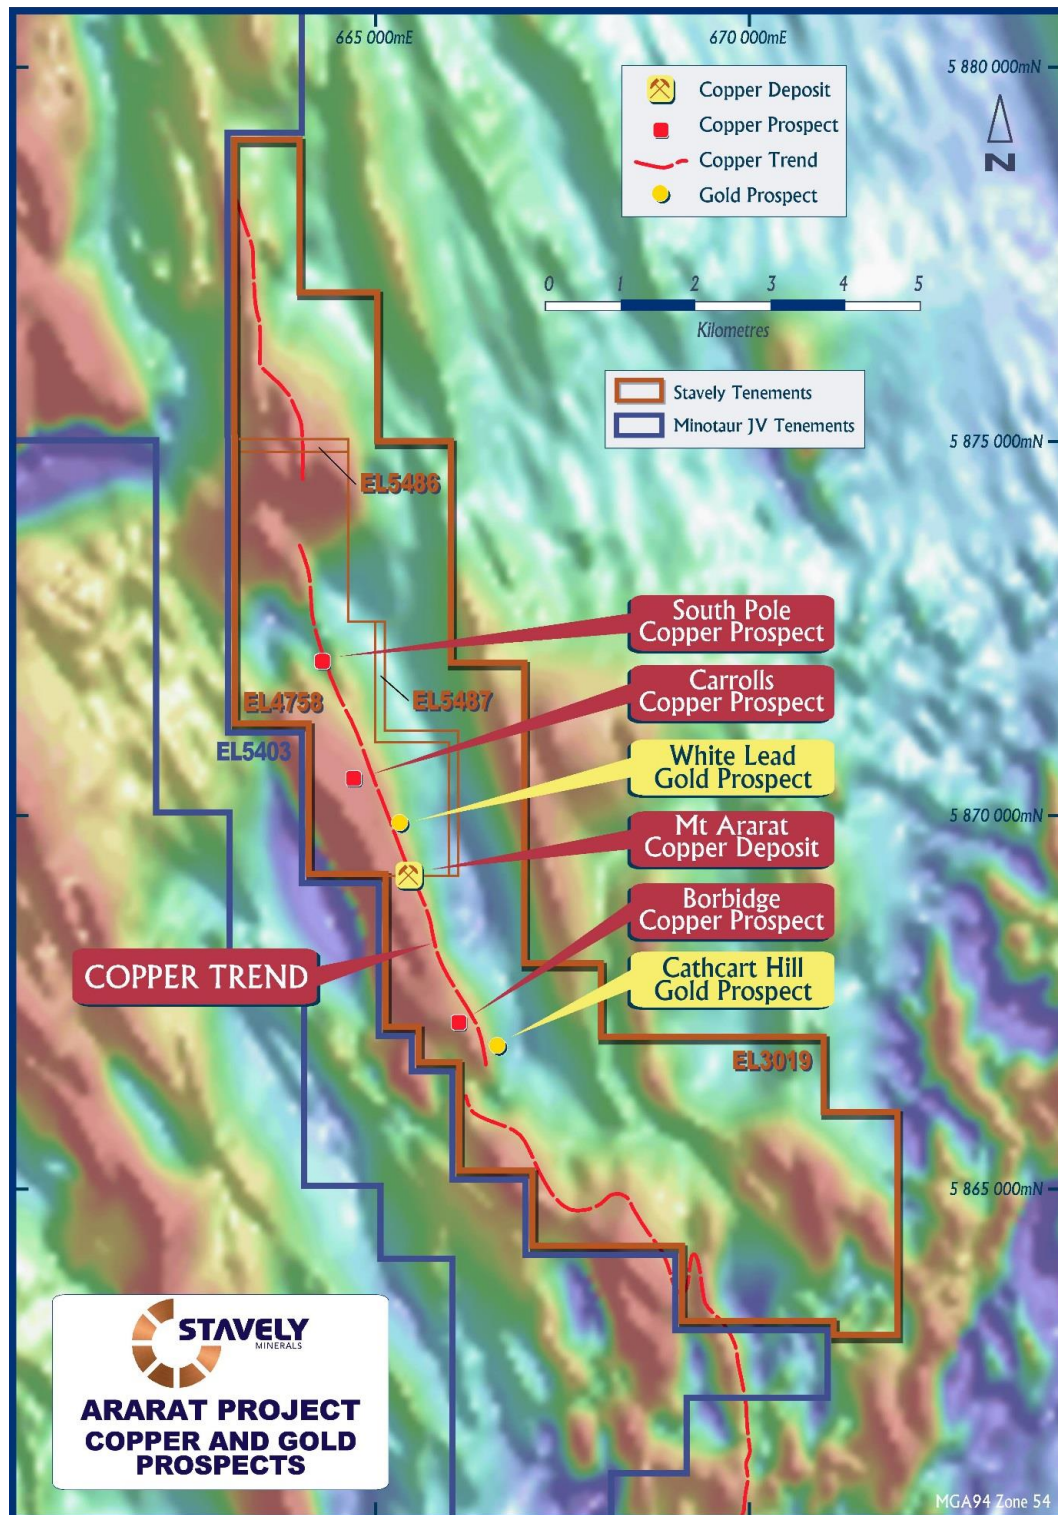 665 000mE
670 000mE
5 880 000mN
Copper Deposit
Copper Prospect
Copper Trend
Gold Prospect
N
0 1 2 3 4 5
Kilometres
Stavely Tenements
Minotaur JV Tenements
5 875 000mN
EL5486
South Pole
Copper Prospect
Carrolls
Copper Prospect
EL4758
EL5487
EL5403
White Lead
Gold Prospect
5 870 000mN
Mt Ararat
Copper Deposit
Borbidge
Copper Prospect
COPPER TREND
Cathcart Hill
Gold Prospect
EL3019
5 865 000mN
STAVELY
MINERALS
ARARAT PROJECT
COPPER AND GOLD
PROSPECTS
MGA94 Zone 54